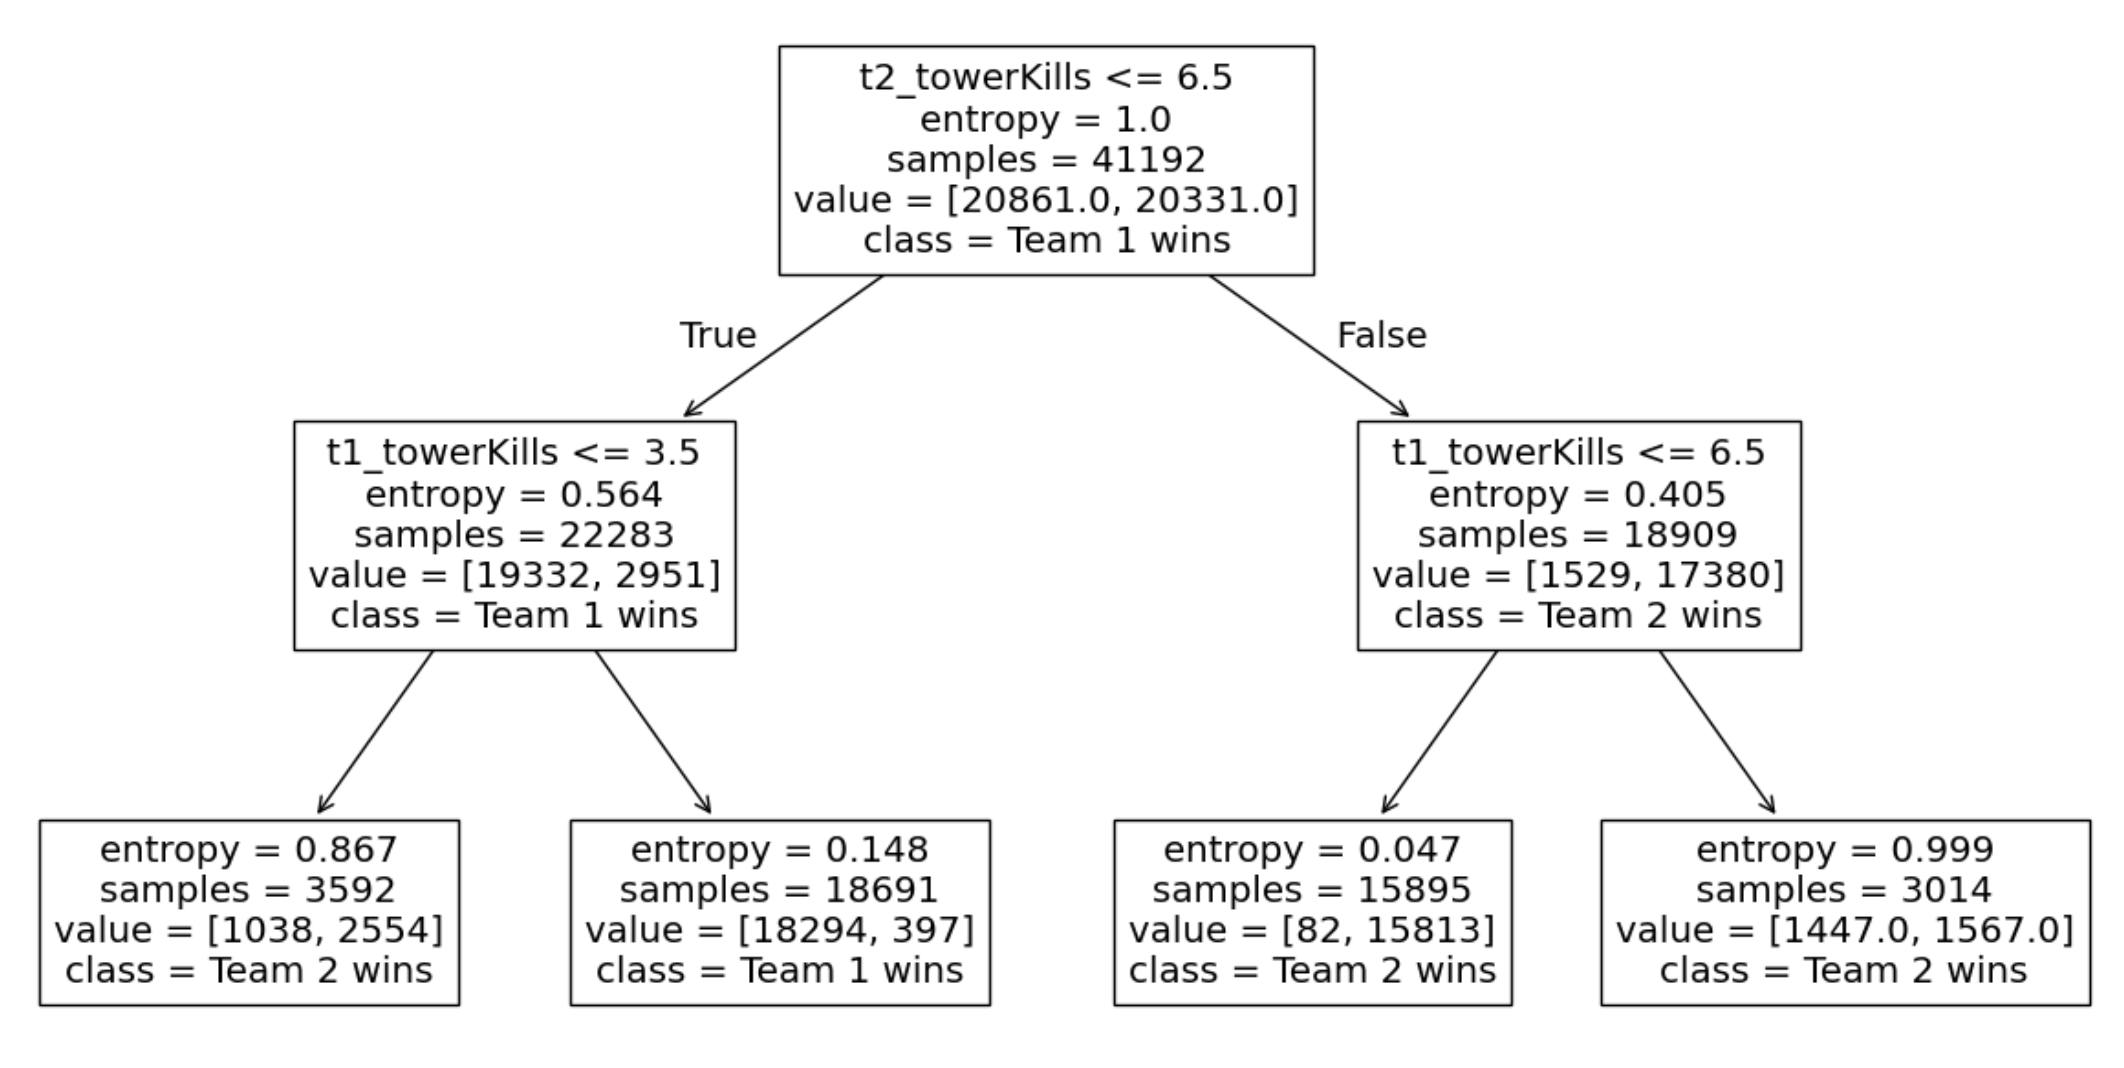 t2_towerKills <= 6.5
entropy = 1.0
samples = 41192
value = [20861.0, 20331.0]
class = Team 1 wins
True
False
t1_towerKills <= 3.5
entropy = 0.564
samples = 22283
value = [19332, 2951]
class = Team 1 wins
t1_towerKills <= 6.5
entropy = 0.405
samples = 18909
value = [1529, 17380]
class = Team 2 wins
entropy = 0.867
samples = 3592
value = [1038, 2554]
class = Team 2 wins
entropy = 0.148
samples = 18691
value = [18294, 397]
class = Team 1 wins
entropy = 0.047
samples = 15895
value = [82, 15813]
class = Team 2 wins
entropy = 0.999
samples = 3014
value = [1447.0, 1567.0]
class = Team 2 wins